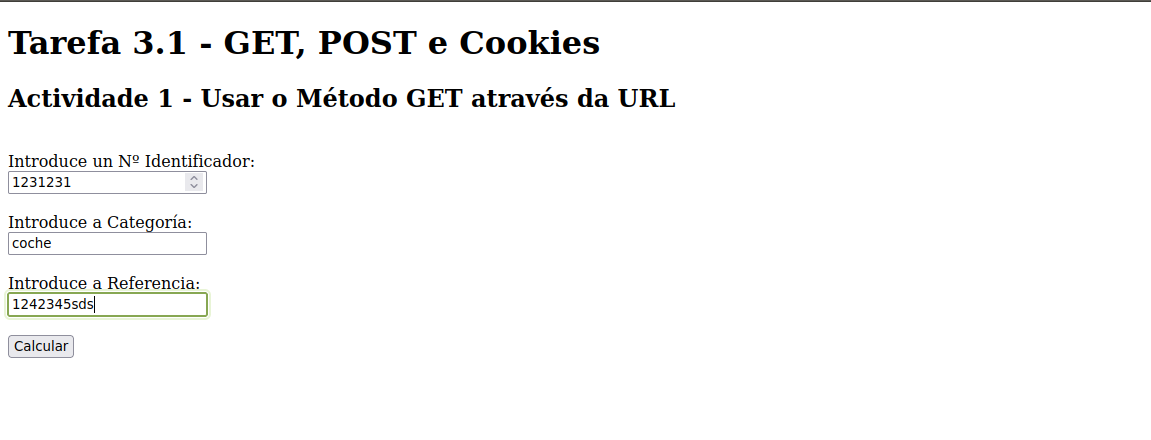 Tarefa 3.1 - GET, POST e Cookies
Actividade 1 - Usar o Método GET através da URL
Introduce un Nº Identificador:
1231231
Introduce a Categoría:
coche
Introduce a Referencia:
1242345sds
Calcular